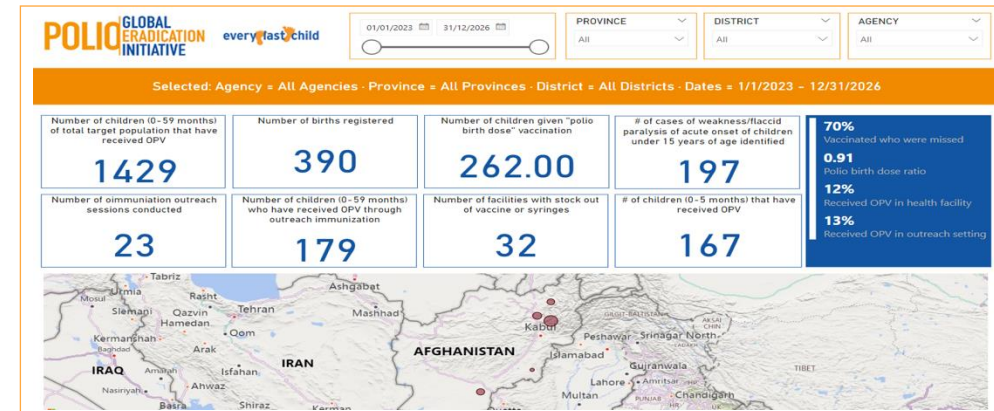 POLIO GLOBAL
ERADICATION
INITIATIVE
every last child
01/01/2023 31/12/2026
PROVINCE
All
DISTRICT
All
AGENCY
All
Selected: Agency = All Agencies · Province = All Provinces · District = All Districts · Dates = 1/1/2023 - 12/31/2026
Number of children (0-59 months)
of total target population that have
received OPV
1429
Number of births registered
390
Number of children given "polio
birth dose" vaccination
262.00
# of cases of weakness/flaccid
paralysis of acute onset of children
under 15 years of age identified
197
70%
Vaccinated who were missed
0.91
Polio birth dose ratio
12%
Received OPV in health facility
13%
Received OPV in outreach setting
Number of oimmuniation outreach
sessions conducted
23
Number of children (0-59 months)
who have received OPV through
outreach immunization
179
Number of facilities with stock out
of vaccine or syringes
32
# of children (0-5 months) that have
received OPV
167
Tabriz
Urmia
Mosul
Rasht
Ashgabat
Slemani
Qazvin
Tehran
Mashhad
Hamedan
Kermanshah
Qom
Baghdad
Arak
IRAQ
Amarah
Isfahan
IRAN
Nasiriyah
Ahwaz
Basra
Shiraz
Kerman
AFGHANISTAN
Kabul
GILGIT-BALTISTAN
AKSAI
CHIN
Peshawar
Srinagar
North-
LADAKH
Islamabad
Gujranwala
TIBET
Lahore
Amritsar
Multan
PUNJAB
Chandigarh
Quetta